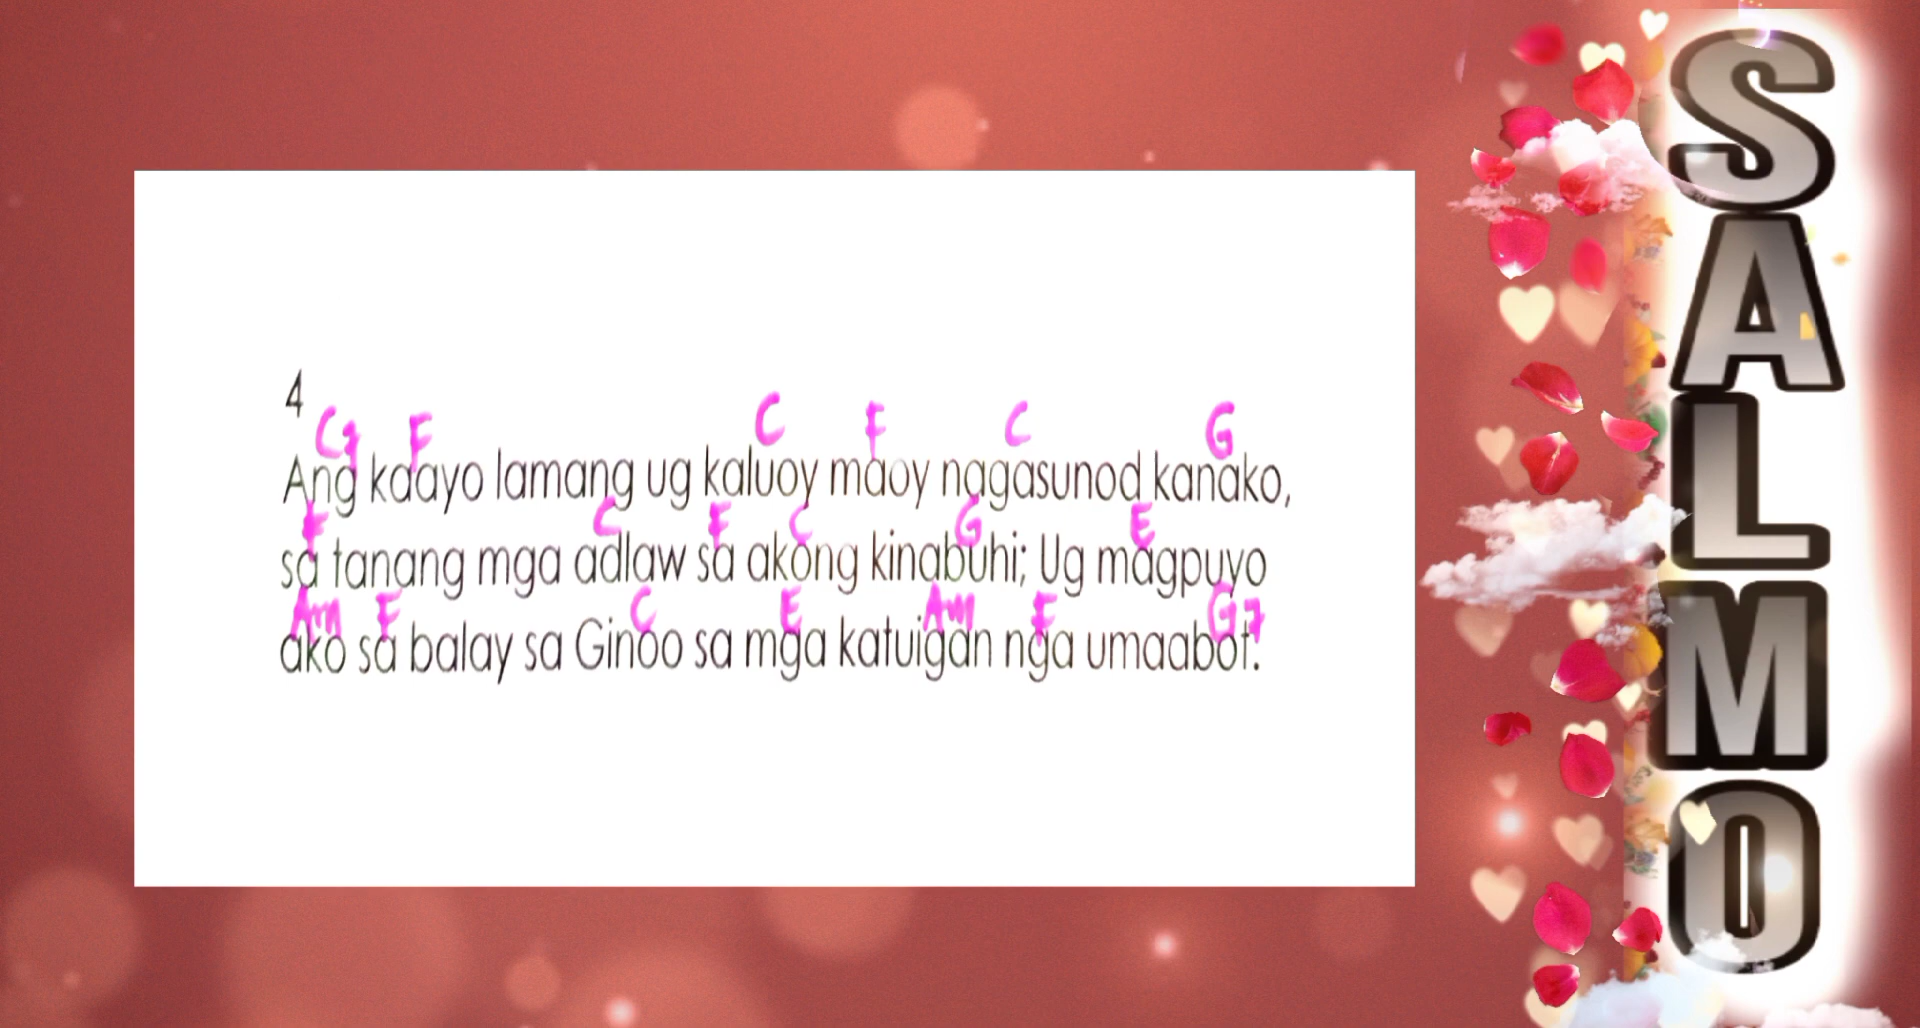 4
C7 F C F C G
Ang kaayo lamang ug kaluoy maoy nagasunod kanako,
F C F C G E
sa tanang mga adlaw sa akong kinabuhi; Ug magpuyo
Am F C E Am F G7
ako sa balay sa Ginoo sa mga katuigan nga umaabot.
SALMO